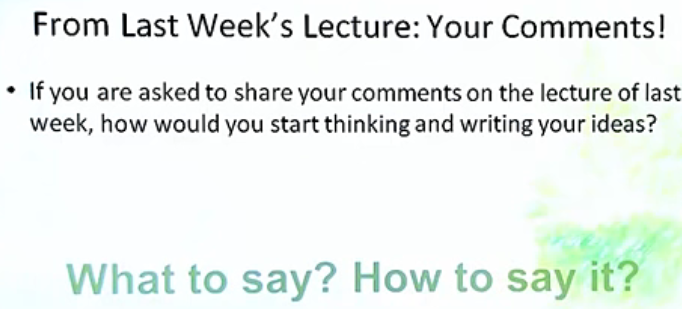 From Last Week's Lecture: Your Comments!
• If you are asked to share your comments on the lecture of last
week, how would you start thinking and writing your ideas?
What to say? How to say it?